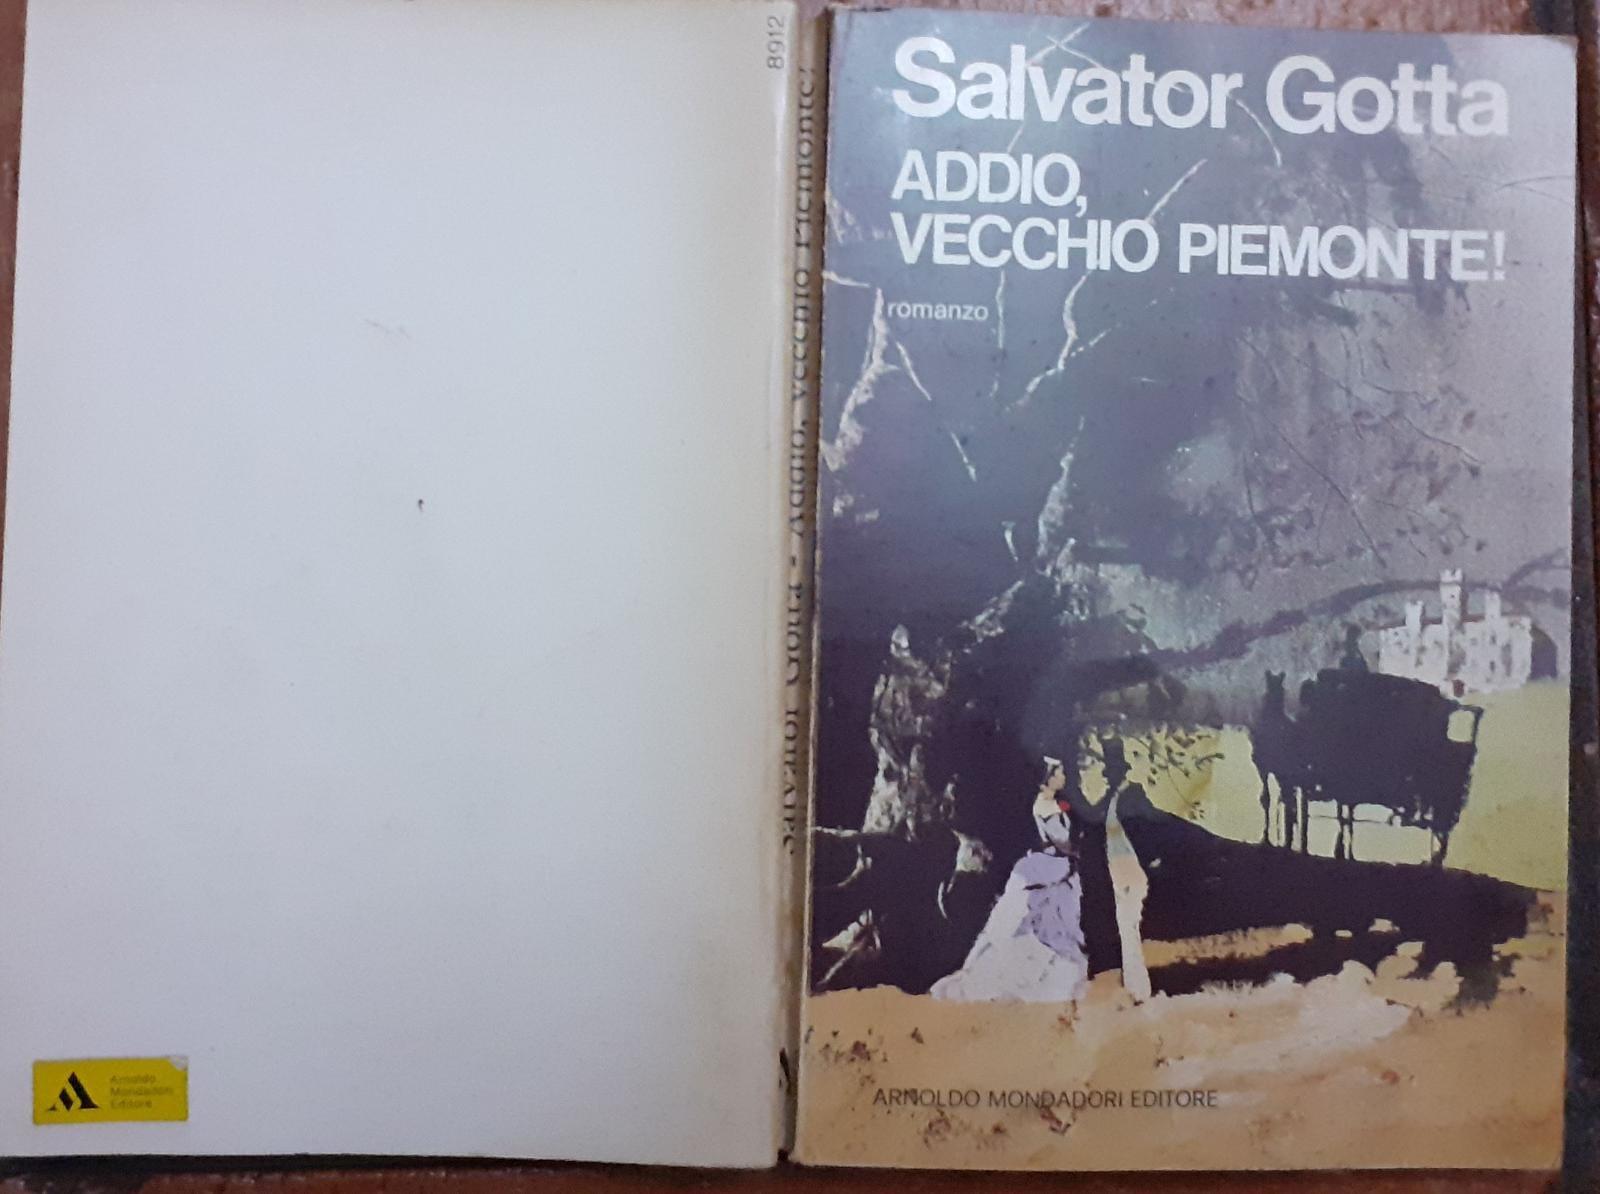 8912
Salvator Gotta - Addio, vecchio Piemonte!
Arnoldo
Mondadori
Editore
Salvator Gotta
ADDIO,
VECCHIO PIEMONTE!
romanzo
ARNOLDO MONDADORI EDITORE